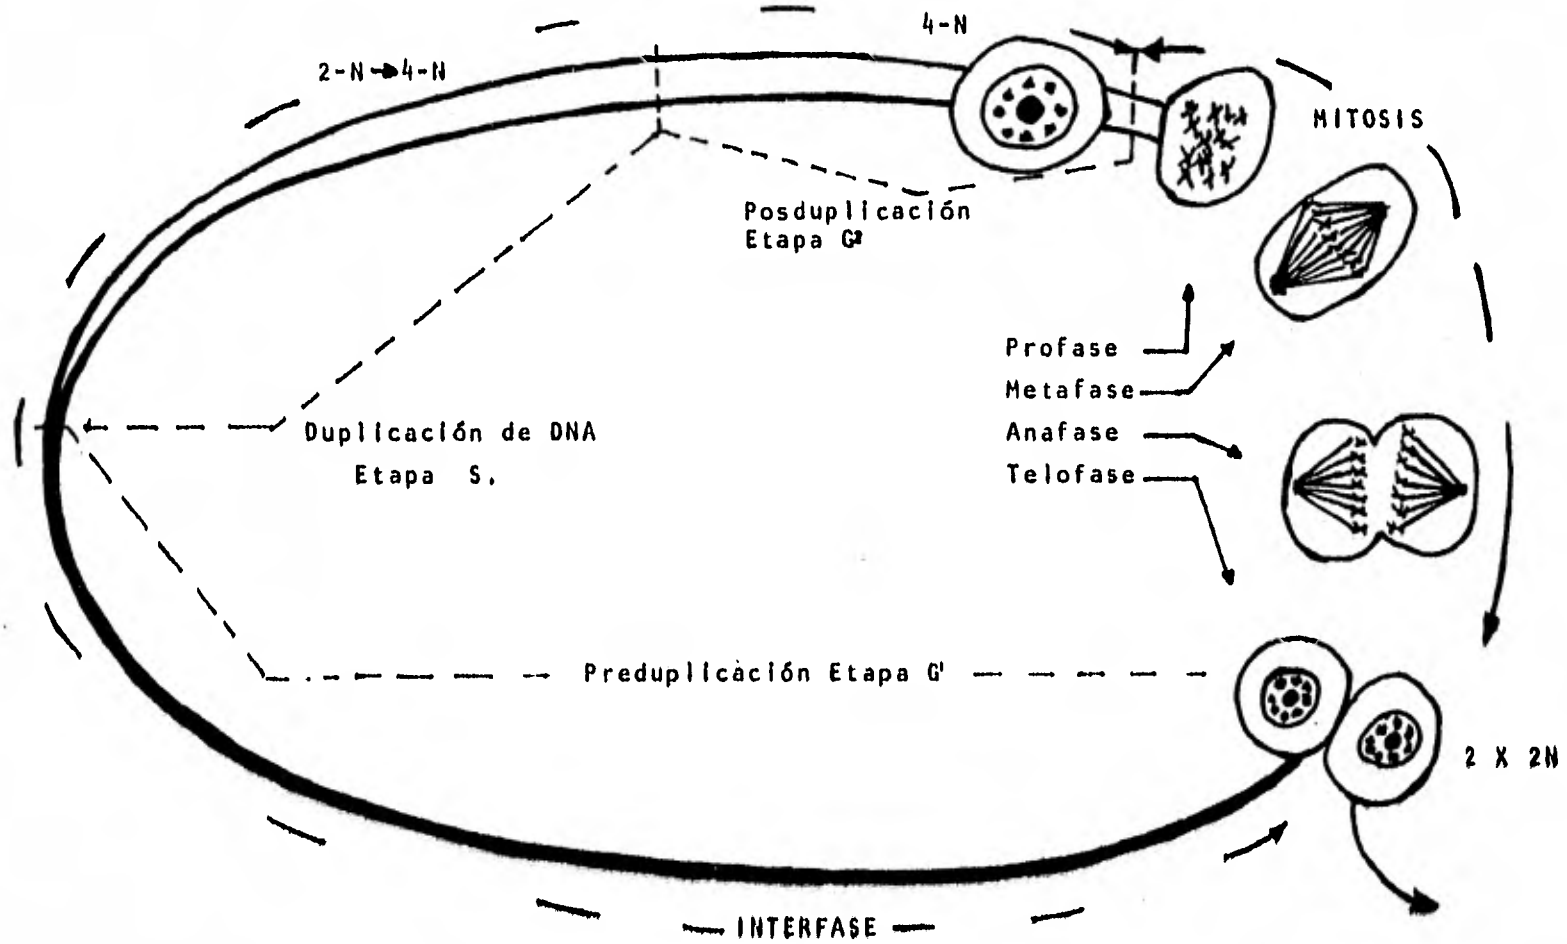 4-N
2-N→4-N
MITOSIS
Posduplicación
Etapa G²
Profase
Metafase
Anafase
Telofase
Duplicación de DNA
Etapa S.
Preduplicación Etapa G¹
2 X 2N
INTERFASE